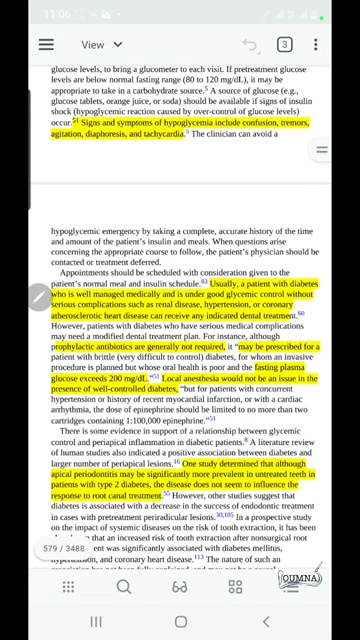 11:06
View
3
glucose levels, to bring a glucometer to each visit. If pretreatment glucose
levels are below normal fasting range (80 to 120 mg/dL), it may be
appropriate to take in a carbohydrate source.5 A source of glucose (e.g.,
glucose tablets, orange juice, or soda) should be available if signs of insulin
shock (hypoglycemic reaction caused by over-control of glucose levels)
occur.51 Signs and symptoms of hypoglycemia include confusion, tremors,
agitation, diaphoresis, and tachycardia.5 The clinician can avoid a
hypoglycemic emergency by taking a complete, accurate history of the time
and amount of the patient's insulin and meals. When questions arise
concerning the appropriate course to follow, the patient's physician should be
contacted or treatment deferred.
Appointments should be scheduled with consideration given to the
patient's normal meal and insulin schedule.83 Usually, a patient with diabetes
who is well managed medically and is under good glycemic control without
serious complications such as renal disease, hypertension, or coronary
atherosclerotic heart disease can receive any indicated dental treatment.60
However, patients with diabetes who have serious medical complications
may need a modified dental treatment plan. For instance, although
prophylactic antibiotics are generally not required, it "may be prescribed for a
patient with brittle (very difficult to control) diabetes, for whom an invasive
procedure is planned but whose oral health is poor and the fasting plasma
glucose exceeds 200 mg/dL."51 Local anesthesia would not be an issue in the
presence of well-controlled diabetes, "but for patients with concurrent
hypertension or history of recent myocardial infarction, or with a cardiac
arrhythmia, the dose of epinephrine should be limited to no more than two
cartridges containing 1:100,000 epinephrine."51
There is some evidence in support of a relationship between glycemic
control and periapical inflammation in diabetic patients.8 A literature review
of human studies also indicated a positive association between diabetes and
larger number of periapical lesions.16 One study determined that although
apical periodontitis may be significantly more prevalent in untreated teeth in
patients with type 2 diabetes, the disease does not seem to influence the
response to root canal treatment.55 However, other studies suggest that
diabetes is associated with a decrease in the success of endodontic treatment
in cases with pretreatment periradicular lesions.30,105 In a prospective study
on the impact of systemic diseases on the risk of tooth extraction, it has been
that an increased risk of tooth extraction after nonsurgical root
579 / 3488
ent was significantly associated with diabetes mellitus,
hypertension, and coronary heart disease.113 The nature of such an
OUMNA